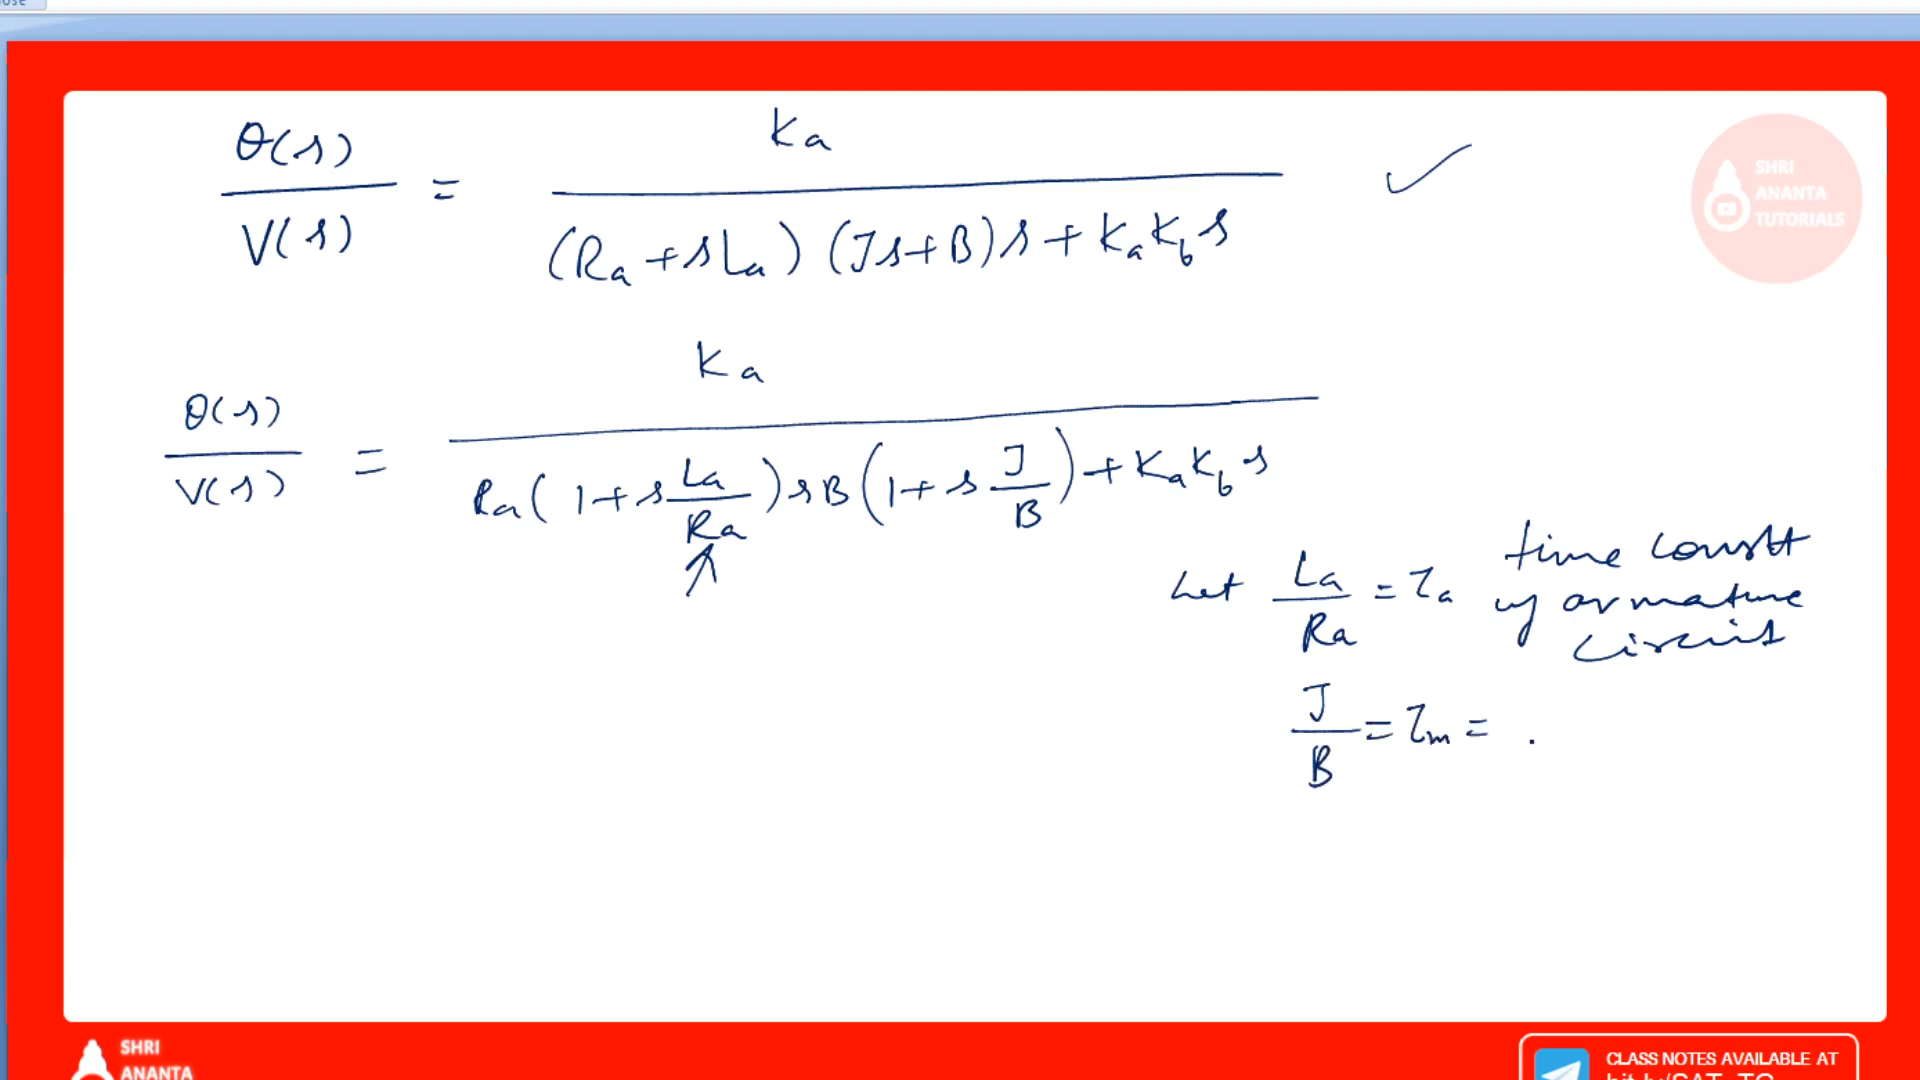 θ(s) / V(s) = Ka / (Ra + sLa) (Js+B)s + KaKb s
SHRI
ANANTA
TUTORIALS
θ(s) / V(s) = Ka / Ra( 1+ s La/Ra ) sB ( 1+ s J/B ) + KaKb s
Let La/Ra = τa time constt
of armature
circuit
J/B = τm = .
SHRI
ANANTA
CLASS NOTES AVAILABLE AT